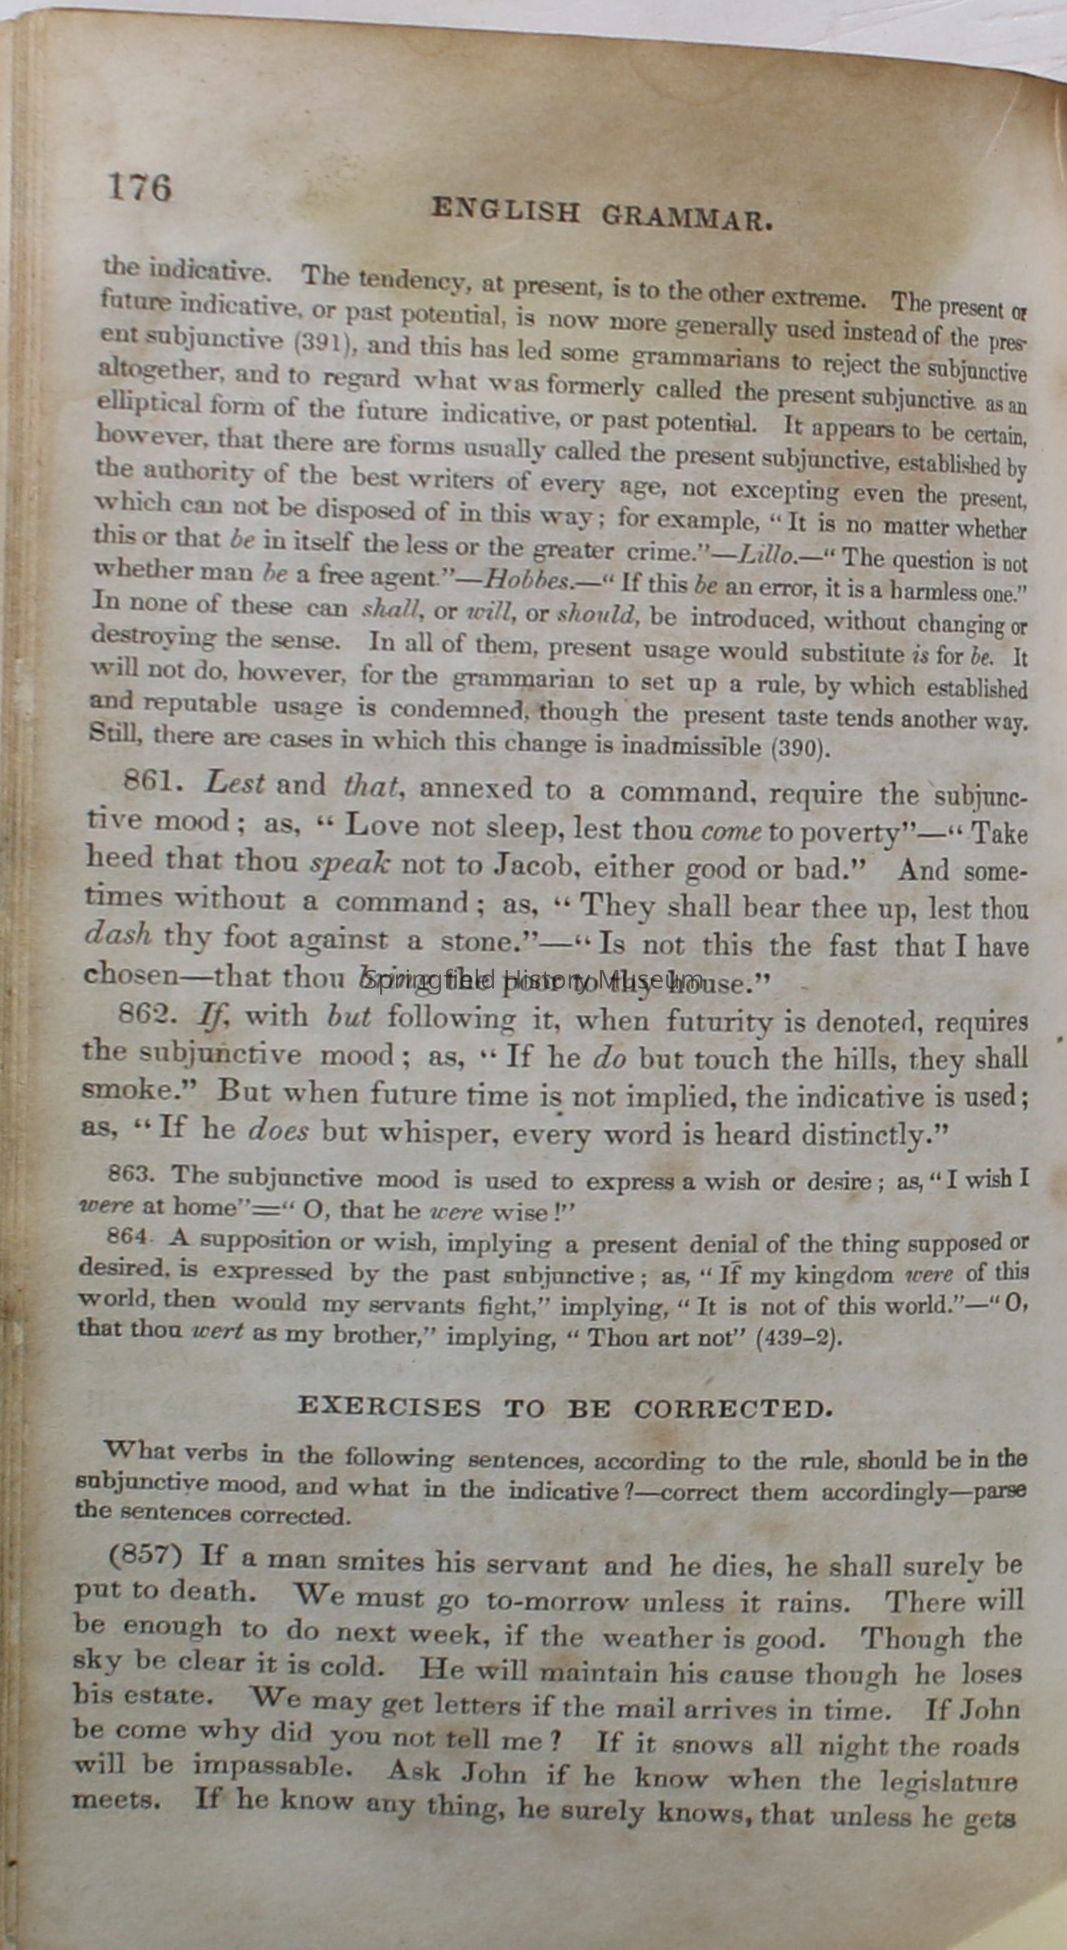 176
ENGLISH GRAMMAR.
the indicative. The tendency, at present, is to the other extreme. The present or
future indicative, or past potential, is now more generally used instead of the pres-
ent subjunctive (391), and this has led some grammarians to reject the subjunctive
altogether, and to regard what was formerly called the present subjunctive as an
elliptical form of the future indicative, or past potential. It appears to be certain,
however, that there are forms usually called the present subjunctive, established by
the authority of the best writers of every age, not excepting even the present,
which can not be disposed of in this way; for example, “It is no matter whether
this or that be in itself the less or the greater crime.”—Lillo.—“The question is not
whether man be a free agent.”—Hobbes.—“If this be an error, it is a harmless one.”
In none of these can shall, or will, or should, be introduced, without changing or
destroying the sense. In all of them, present usage would substitute is for be. It
will not do, however, for the grammarian to set up a rule, by which established
and reputable usage is condemned, though the present taste tends another way.
Still, there are cases in which this change is inadmissible (390).
861. Lest and that, annexed to a command, require the subjunc-
tive mood; as, “Love not sleep, lest thou come to poverty”—“Take
heed that thou speak not to Jacob, either good or bad.” And some-
times without a command; as, “They shall bear thee up, lest thou
dash thy foot against a stone.”—“Is not this the fast that I have
chosen—that thou bring the poor to thy house.”
Springfield History Museum
862. If, with but following it, when futurity is denoted, requires
the subjunctive mood; as, “If he do but touch the hills, they shall
smoke.” But when future time is not implied, the indicative is used;
as, “If he does but whisper, every word is heard distinctly.”
863. The subjunctive mood is used to express a wish or desire; as, “I wish I
were at home”=“O, that he were wise!”
864. A supposition or wish, implying a present denial of the thing supposed or
desired, is expressed by the past subjunctive; as, “If my kingdom were of this
world, then would my servants fight,” implying, “It is not of this world.”—“O,
that thou wert as my brother,” implying, “Thou art not” (439–2).
EXERCISES TO BE CORRECTED.
What verbs in the following sentences, according to the rule, should be in the
subjunctive mood, and what in the indicative?—correct them accordingly—parse
the sentences corrected.
(857) If a man smites his servant and he dies, he shall surely be
put to death. We must go to-morrow unless it rains. There will
be enough to do next week, if the weather is good. Though the
sky be clear it is cold. He will maintain his cause though he loses
his estate. We may get letters if the mail arrives in time. If John
be come why did you not tell me? If it snows all night the roads
will be impassable. Ask John if he know when the legislature
meets. If he know any thing, he surely knows, that unless he gets